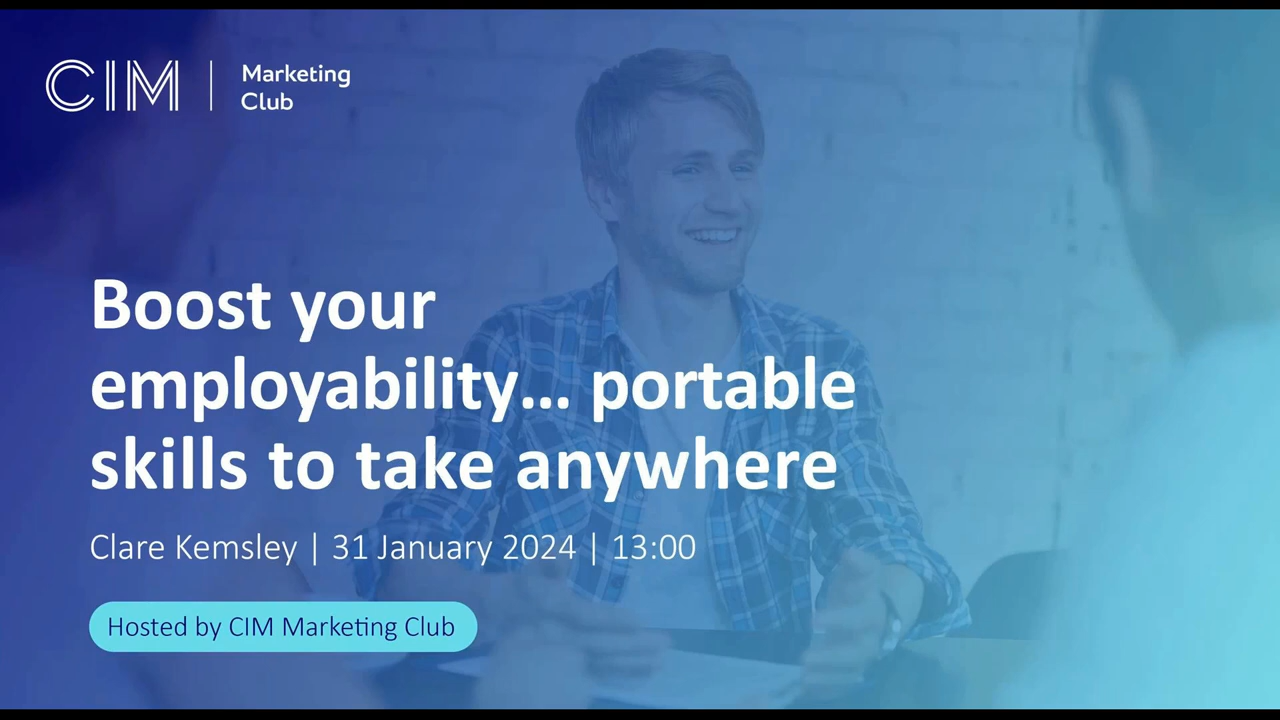 CIM
Marketing
Club
Boost your
employability... portable
skills to take anywhere
Clare Kemsley | 31 January 2024 | 13:00
Hosted by CIM Marketing Club